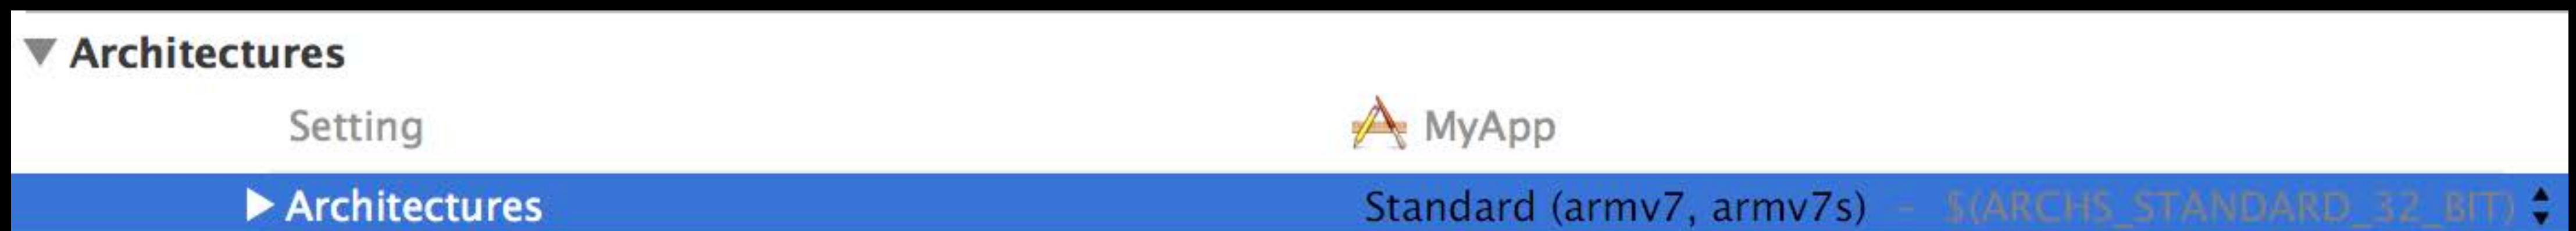 Architectures
Setting MyApp
Architectures Standard (armv7, armv7s) - $(ARCHS_STANDARD_32_BIT)